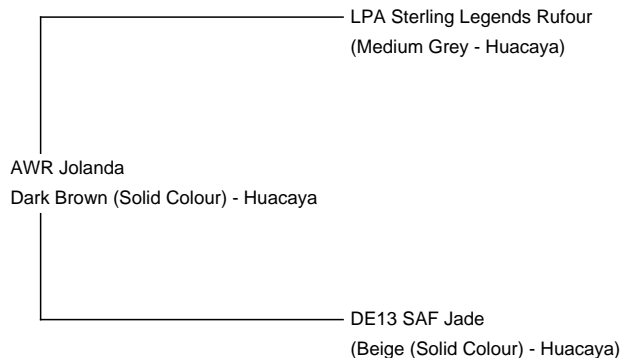 LPA Sterling Legends Rufour
(Medium Grey - Huacaya)
AWR Jolanda
Dark Brown (Solid Colour) - Huacaya
DE13 SAF Jade
(Beige (Solid Colour) - Huacaya)